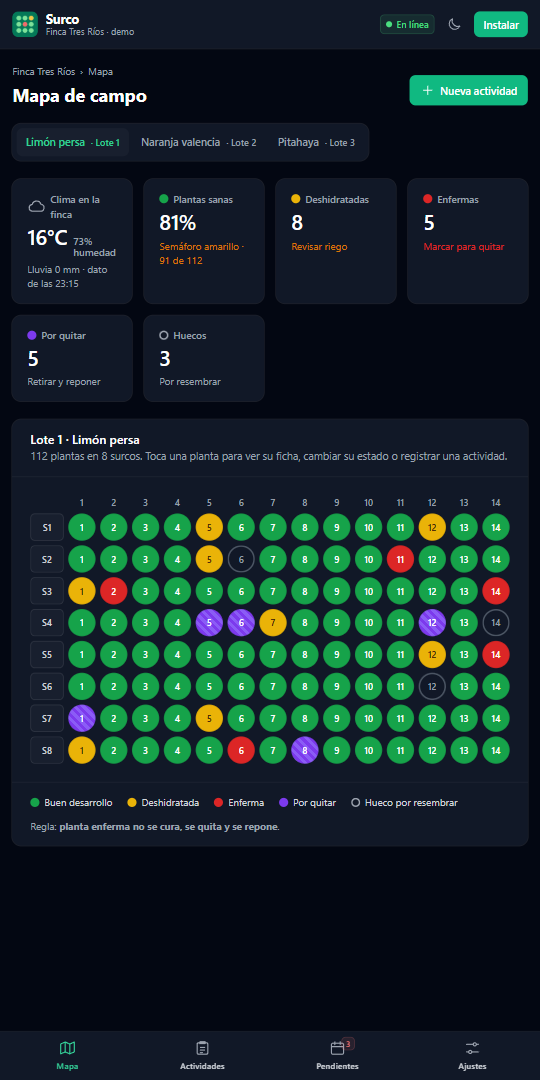 Surco
Finca Tres Ríos · demo
En línea
Instalar
Finca Tres Ríos › Mapa
Mapa de campo
+ Nueva actividad
Limón persa · Lote 1 Naranja valencia · Lote 2 Pitahaya · Lote 3
Clima en la
finca
16°C 73%
humedad
Lluvia 0 mm · dato
de las 23:15
Plantas sanas
81%
Semáforo amarillo ·
91 de 112
Deshidratadas
8
Revisar riego
Enfermas
5
Marcar para quitar
Por quitar
5
Retirar y reponer
Huecos
3
Por resembrar
Lote 1 · Limón persa
112 plantas en 8 surcos. Toca una planta para ver su ficha, cambiar su estado o registrar una actividad.
1 2 3 4 5 6 7 8 9 10 11 12 13 14
S1 1 2 3 4 5 6 7 8 9 10 11 12 13 14
S2 1 2 3 4 5 6 7 8 9 10 11 12 13 14
S3 1 2 3 4 5 6 7 8 9 10 11 12 13 14
S4 1 2 3 4 5 6 7 8 9 10 11 12 13 14
S5 1 2 3 4 5 6 7 8 9 10 11 12 13 14
S6 1 2 3 4 5 6 7 8 9 10 11 12 13 14
S7 1 2 3 4 5 6 7 8 9 10 11 12 13 14
S8 1 2 3 4 5 6 7 8 9 10 11 12 13 14
Buen desarrollo Deshidratada Enferma Por quitar Hueco por resembrar
Regla: planta enferma no se cura, se quita y se repone.
3
Mapa Actividades Pendientes Ajustes